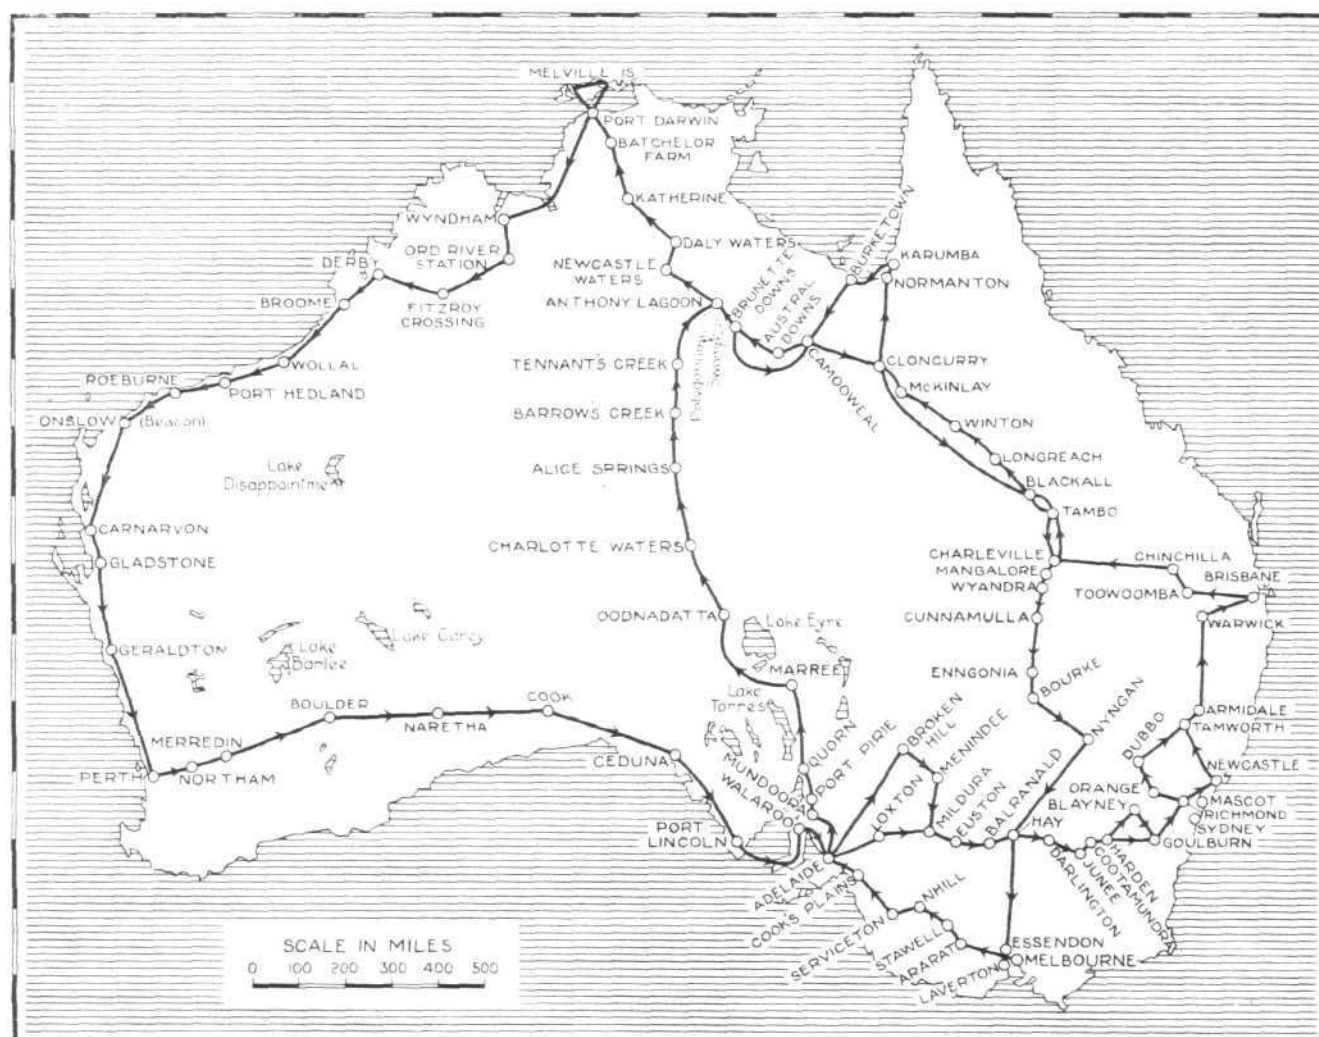 MELVILLE IS.
PORT DARWIN
BATCHELOR
FARM
KATHERINE
WYNDHAM
ORD RIVER
STATION
DERBY
BROOME
FITZROY
CROSSING
WOLLAL
ROEBURNE
PORT HEDLAND
ONSLOW (Beacon)
DALY WATERS
NEWCASTLE
WATERS
ANTHONY LAGOON
BRUNETTE
DOWNS
AUSTRAL
DOWNS
BURKETOWN
KARUMBA
NORMANTON
CAMOOWEAL
CLONCURRY
McKINLAY
WINTON
LONGREACH
BLACKALL
TAMBO
TENNANT'S CREEK
BARROWS CREEK
ALICE SPRINGS
Lake
Disappointment
CHARLOTTE WATERS
CARNARVON
GLADSTONE
GERALDTON
Lake
Barlee
Lake Carey
OODNADATTA
Lake Eyre
MARREE
Lake
Torrens
CHARLEVILLE
MANGALORE
WYANDRA
CUNNAMULLA
CHINCHILLA
TOOWOOMBA
BRISBANE
WARWICK
ENNGONIA
BOURKE
NYNGAN
ARMIDALE
TAMWORTH
DUBBO
NEWCASTLE
ORANGE
BLAYNEY
MASCOT
RICHMOND
SYDNEY
GOULBURN
BOULDER
NARETHA
COOK
MERREDIN
PERTH
NORTHAM
CEDUNA
PORT
LINCOLN
MUNDOORA
WALAROO
QUORN
PORT PIRIE
BROKEN
HILL
MENINDEE
LOXTON
MILDURA
EUSTON
BALRANALD
HAY
HARDEN
COOTAMUNDRA
JUNEE
DARLINGTON
ADELAIDE
COOK'S PLAINS
SERVICETON
NHILL
STAWELL
ARARAT
ESSENDON
MELBOURNE
LAVERTON
SCALE IN MILES
0 100 200 300 400 500